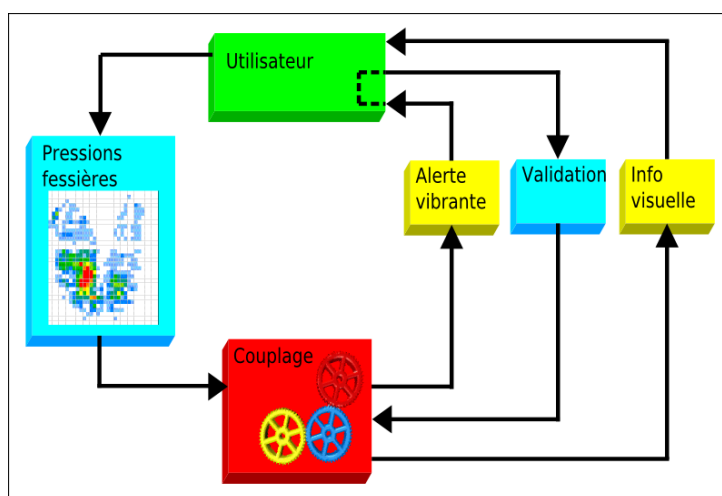 Utilisateur
Pressions
fessières
Alerte
vibrante
Validation
Info
visuelle
Couplage